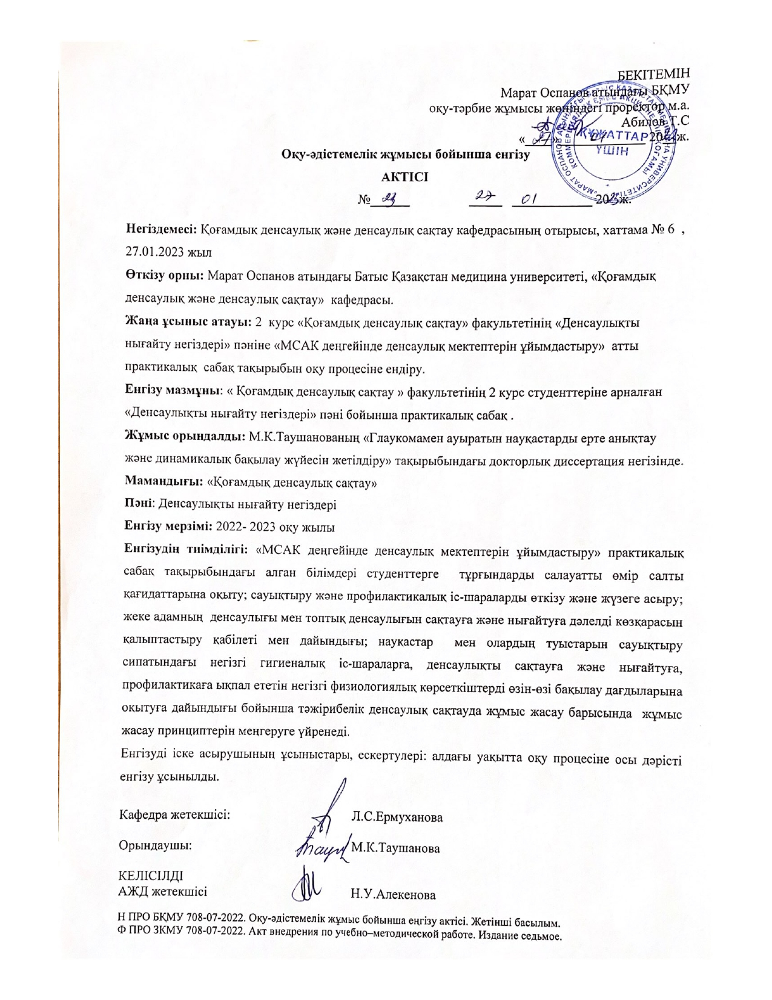 БЕКІТЕМІН
Марат Оспанов атындағы БҚМУ
оқу-тәрбие жұмысы жөніндегі проректор м.а.
Абилов Т.С
«27» 01 20 ж.
ҚҰЖАТТАР ҮШІН
Оқу-әдістемелік жұмысы бойынша енгізу
АКТІСІ
№ 27 01 2023ж.
Негіздемесі: Қоғамдық денсаулық және денсаулық сақтау кафедрасының отырысы, хаттама № 6 ,
27.01.2023 жыл
Өткізу орны: Марат Оспанов атындағы Батыс Қазақстан медицина университеті, «Қоғамдық
денсаулық және денсаулық сақтау» кафедрасы.
Жаңа ұсыныс атауы: 2 курс «Қоғамдық денсаулық сақтау» факультетінің «Денсаулықты
нығайту негіздері» пәніне «МСАК деңгейінде денсаулық мектептерін ұйымдастыру» атты
практикалық сабақ тақырыбын оқу процесіне ендіру.
Енгізу мазмұны: « Қоғамдық денсаулық сақтау » факультетінің 2 курс студенттеріне арналған
«Денсаулықты нығайту негіздері» пәні бойынша практикалық сабақ .
Жұмыс орындалды: М.К.Таушанованың «Глаукомамен ауыратын науқастарды ерте анықтау
және динамикалық бақылау жүйесін жетілдіру» тақырыбындағы докторлық диссертация негізінде.
Мамандығы: «Қоғамдық денсаулық сақтау»
Пәні: Денсаулықты нығайту негіздері
Енгізу мерзімі: 2022- 2023 оқу жылы
Енгізудің тиімділігі: «МСАК деңгейінде денсаулық мектептерін ұйымдастыру» практикалық
сабақ тақырыбындағы алған білімдері студенттерге тұрғындарды салауатты өмір салты
қағидаттарына оқыту; сауықтыру және профилактикалық іс-шараларды өткізу және жүзеге асыру;
жеке адамның денсаулығы мен топтық денсаулығын сақтауға және нығайтуға дәлелді көзқарасын
қалыптастыру қабілеті мен дайындығы; науқастар мен олардың туыстарын сауықтыру
сипатындағы негізгі гигиеналық іс-шараларға, денсаулықты сақтауға және нығайтуға,
профилактикаға ықпал ететін негізгі физиологиялық көрсеткіштерді өзін-өзі бақылау дағдыларына
оқытуға дайындығы бойынша тәжірибелік денсаулық сақтауда жұмыс жасау барысында жұмыс
жасау принциптерін меңгеруге үйренеді.
Енгізуді іске асырушының ұсыныстары, ескертулері: алдағы уақытта оқу процесіне осы дәрісті
енгізу ұсынылды.
Кафедра жетекшісі: Л.С.Ермуханова
Орындаушы: М.К.Таушанова
КЕЛІСІЛДІ
АЖД жетекшісі Н.У.Алекенова
Н ПРО БҚМУ 708-07-2022. Оқу-әдістемелік жұмыс бойынша еңгізу актісі. Жетінші басылым.
Ф ПРО ЗКМУ 708-07-2022. Акт внедрения по учебно–методической работе. Издание седьмое.